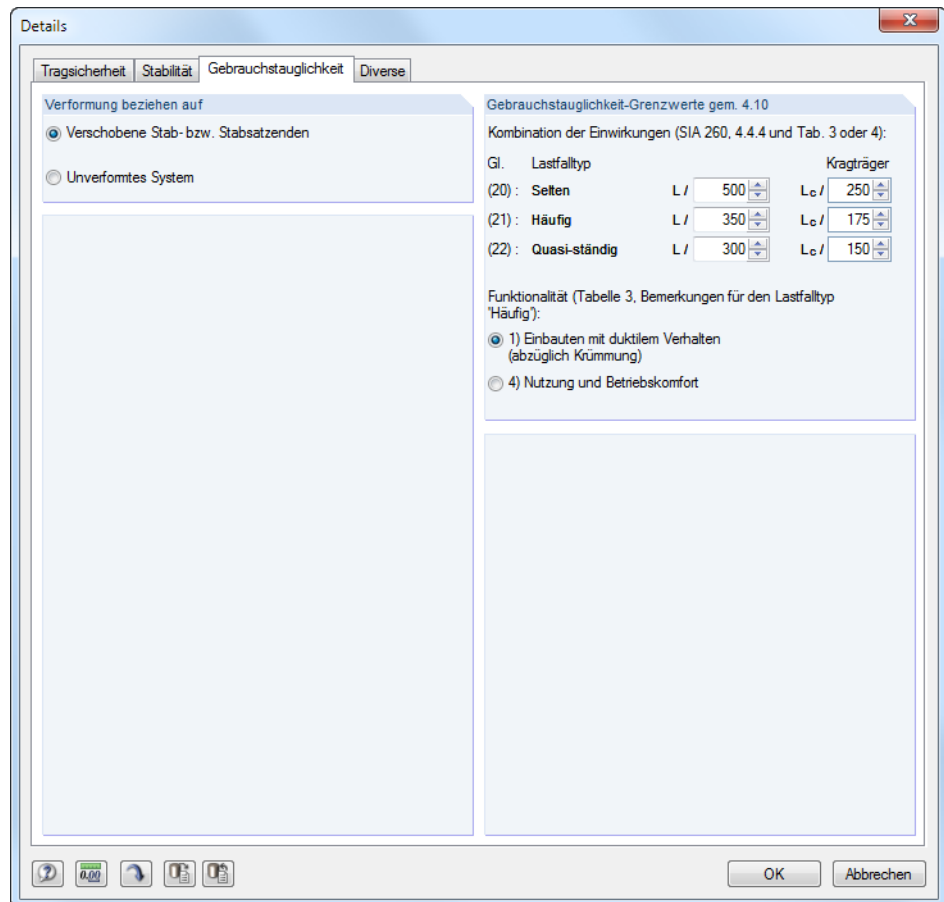 Details
x
Tragsicherheit Stabilität Gebrauchstauglichkeit Diverse
Verformung beziehen auf
Verschobene Stab- bzw. Stabsatzenden
Unverformtes System
Gebrauchstauglichkeit-Grenzwerte gem. 4.10
Kombination der Einwirkungen (SIA 260, 4.4.4 und Tab. 3 oder 4):
Gl. Lastfalltyp Kragträger
(20) : Selten L / 500 Lc / 250
(21) : Häufig L / 350 Lc / 175
(22) : Quasi-ständig L / 300 Lc / 150
Funktionalität (Tabelle 3, Bemerkungen für den Lastfalltyp
'Häufig'):
1) Einbauten mit duktilem Verhalten
(abzüglich Krümmung)
4) Nutzung und Betriebskomfort
? 0.00
OK Abbrechen